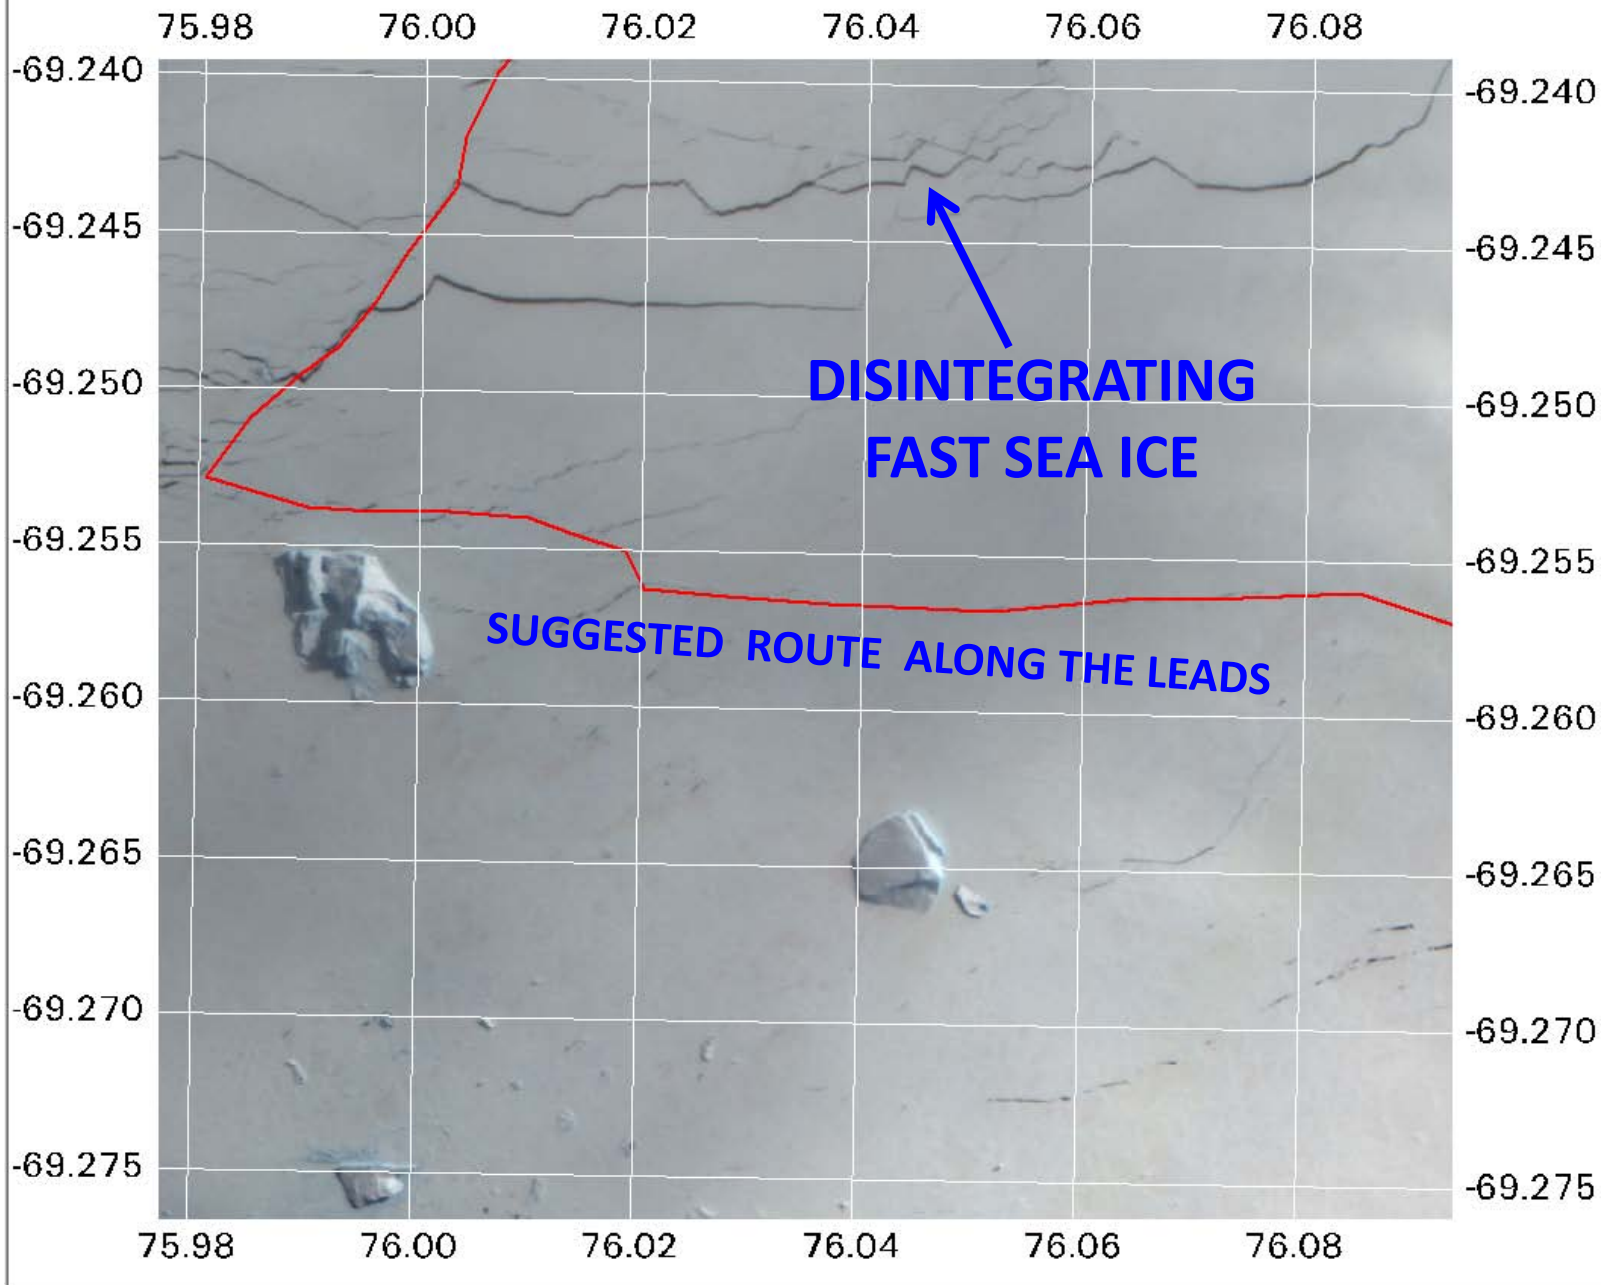 75.98 76.00 76.02 76.04 76.06 76.08
-69.240 -69.240
-69.245 -69.245
DISINTEGRATING
-69.250 -69.250
FAST SEA ICE
-69.255 -69.255
SUGGESTED ROUTE ALONG THE LEADS
-69.260 -69.260
-69.265 -69.265
-69.270 -69.270
-69.275 -69.275
75.98 76.00 76.02 76.04 76.06 76.08